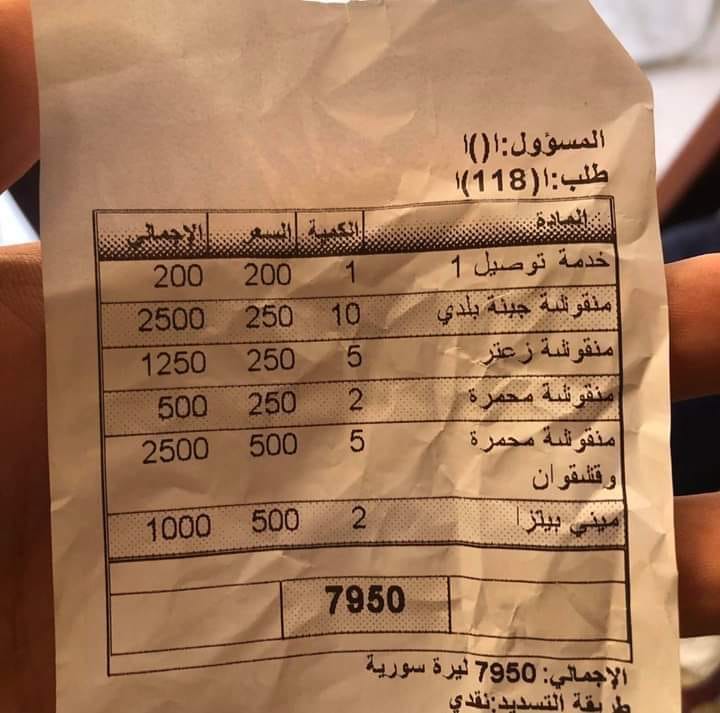 المسؤول:ا()ا
طلب:ا(118)ا
المادة الكمية السعر الإجمالي
خدمة توصيل 1 1 200 200
منقوشة جبنة بلدي 10 250 2500
منقوشة زعتر 5 250 1250
منقوشة محمرة 2 250 500
منقوشة محمرة 5 500 2500
وقشقوان
ميني بيتزا 2 500 1000
7950
الإجمالي: 7950 ليرة سورية
طريقة التسديد:نقدي